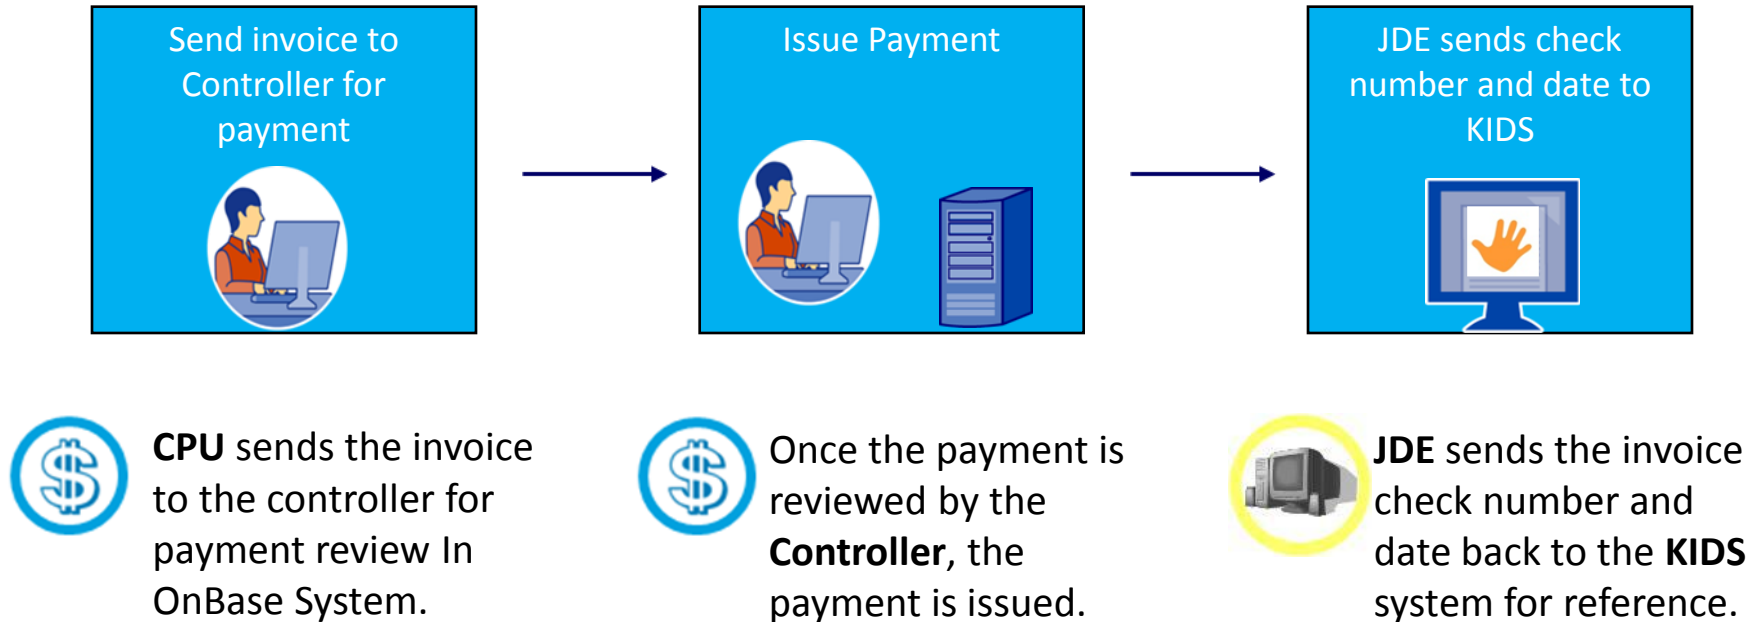 Send invoice to
Controller for
payment
Issue Payment
JDE sends check
number and date to
KIDS
CPU sends the invoice
to the controller for
payment review In
OnBase System.
Once the payment is
reviewed by the
Controller, the
payment is issued.
JDE sends the invoice
check number and
date back to the KIDS
system for reference.